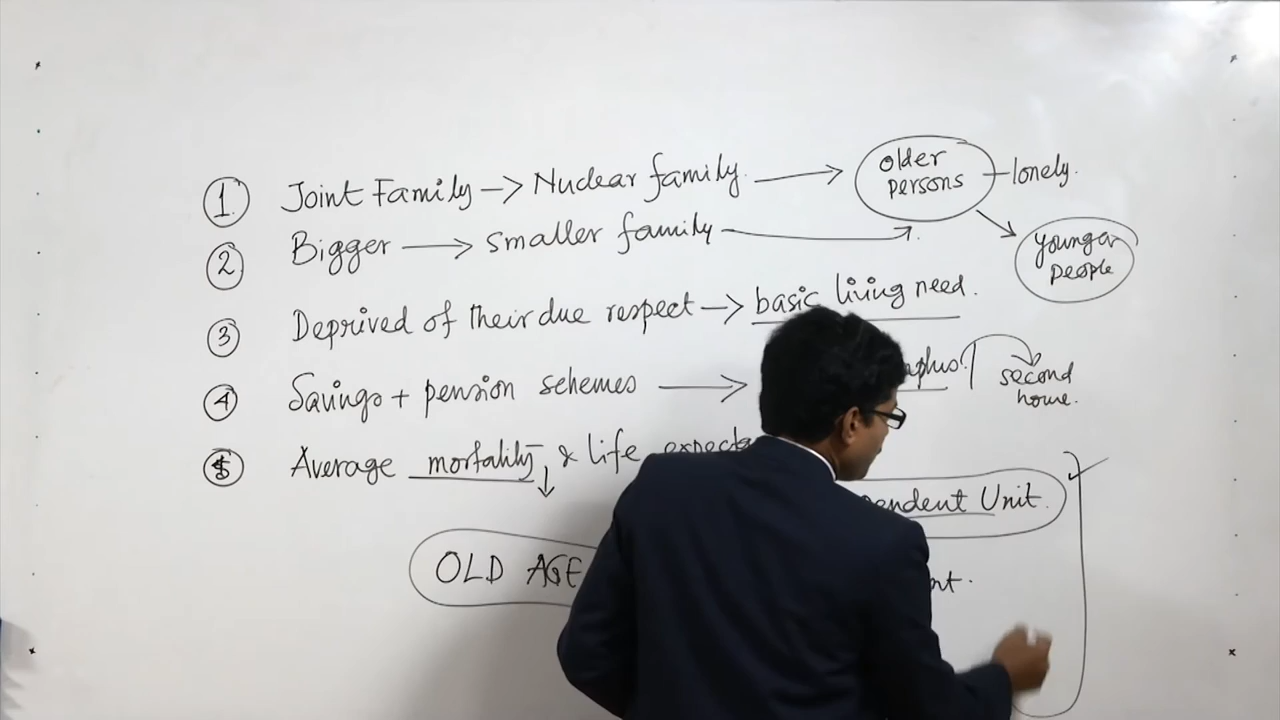 1. Joint Family -> Nuclear family. -> older persons - lonely.
2 Bigger -> smaller family -> younger people
3 Deprived of their due respect -> basic living need.
4 Savings + pension schemes -> second home.
5 Average mortality & life
Unit.
OLD AGE